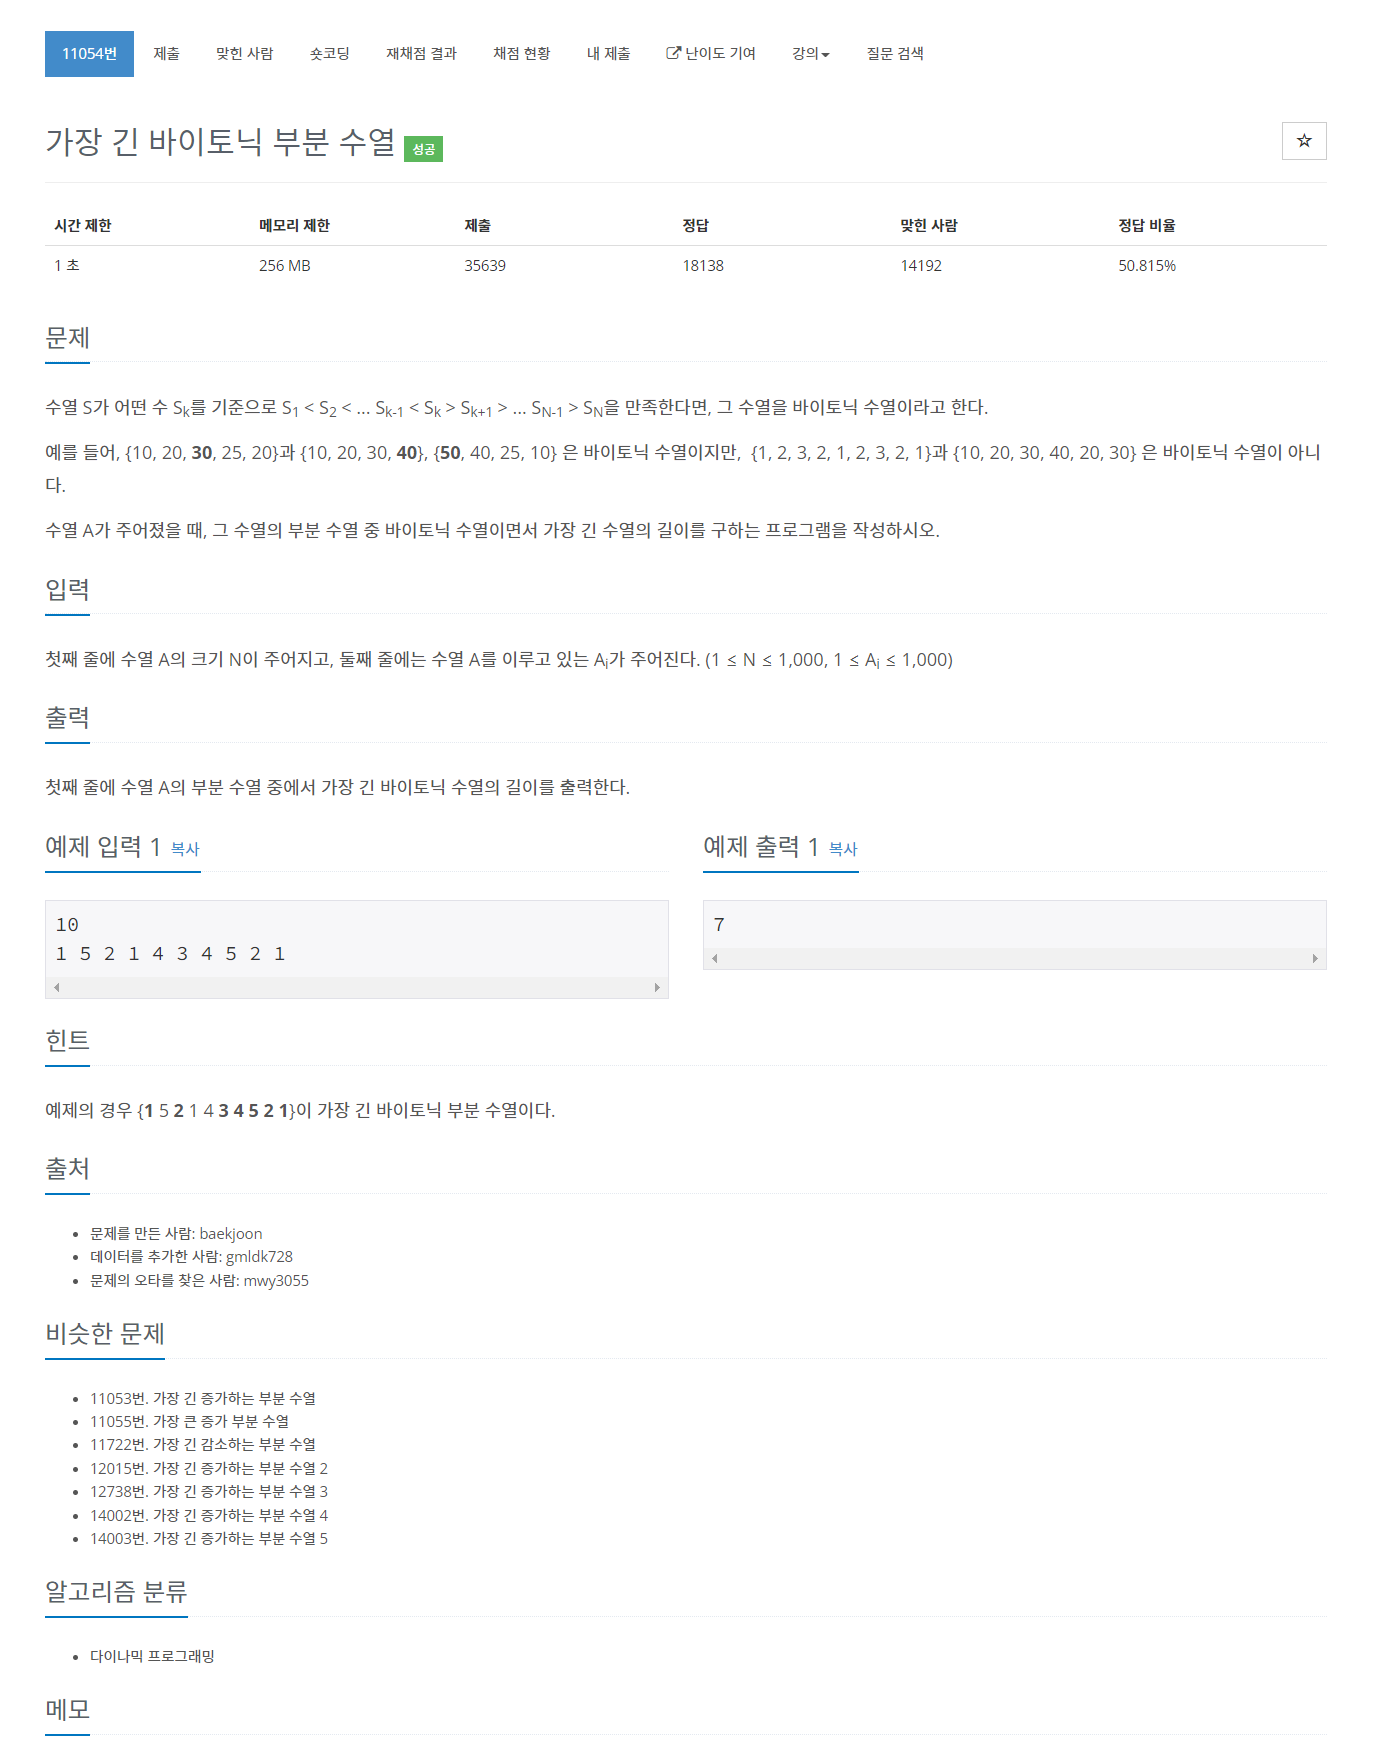 11054번 제출 맞힌 사람 숏코딩 재채점 결과 채점 현황 내 제출 난이도 기여 강의 질문 검색
가장 긴 바이토닉 부분 수열 성공
시간 제한 메모리 제한 제출 정답 맞힌 사람 정답 비율
1 초 256 MB 35639 18138 14192 50.815%
문제
수열 S가 어떤 수 Sk를 기준으로 S1 < S2 < ... Sk-1 < Sk > Sk+1 > ... SN-1 > SN을 만족한다면, 그 수열을 바이토닉 수열이라고 한다.
예를 들어, {10, 20, 30, 25, 20}과 {10, 20, 30, 40}, {50, 40, 25, 10} 은 바이토닉 수열이지만,  {1, 2, 3, 2, 1, 2, 3, 2, 1}과 {10, 20, 30, 40, 20, 30} 은 바이토닉 수열이 아니
다.
수열 A가 주어졌을 때, 그 수열의 부분 수열 중 바이토닉 수열이면서 가장 긴 수열의 길이를 구하는 프로그램을 작성하시오.
입력
첫째 줄에 수열 A의 크기 N이 주어지고, 둘째 줄에는 수열 A를 이루고 있는 Ai가 주어진다. (1 ≤ N ≤ 1,000, 1 ≤ Ai ≤ 1,000)
출력
첫째 줄에 수열 A의 부분 수열 중에서 가장 긴 바이토닉 수열의 길이를 출력한다.
예제 입력 1 복사
10
1 5 2 1 4 3 4 5 2 1
예제 출력 1 복사
7
힌트
예제의 경우 {1 5 2 1 4 3 4 5 2 1}이 가장 긴 바이토닉 부분 수열이다.
출처
문제를 만든 사람: baekjoon
데이터를 추가한 사람: gmldk728
문제의 오타를 찾은 사람: mwy3055
비슷한 문제
11053번. 가장 긴 증가하는 부분 수열
11055번. 가장 큰 증가 부분 수열
11722번. 가장 긴 감소하는 부분 수열
12015번. 가장 긴 증가하는 부분 수열 2
12738번. 가장 긴 증가하는 부분 수열 3
14002번. 가장 긴 증가하는 부분 수열 4
14003번. 가장 긴 증가하는 부분 수열 5
알고리즘 분류
다이나믹 프로그래밍
메모